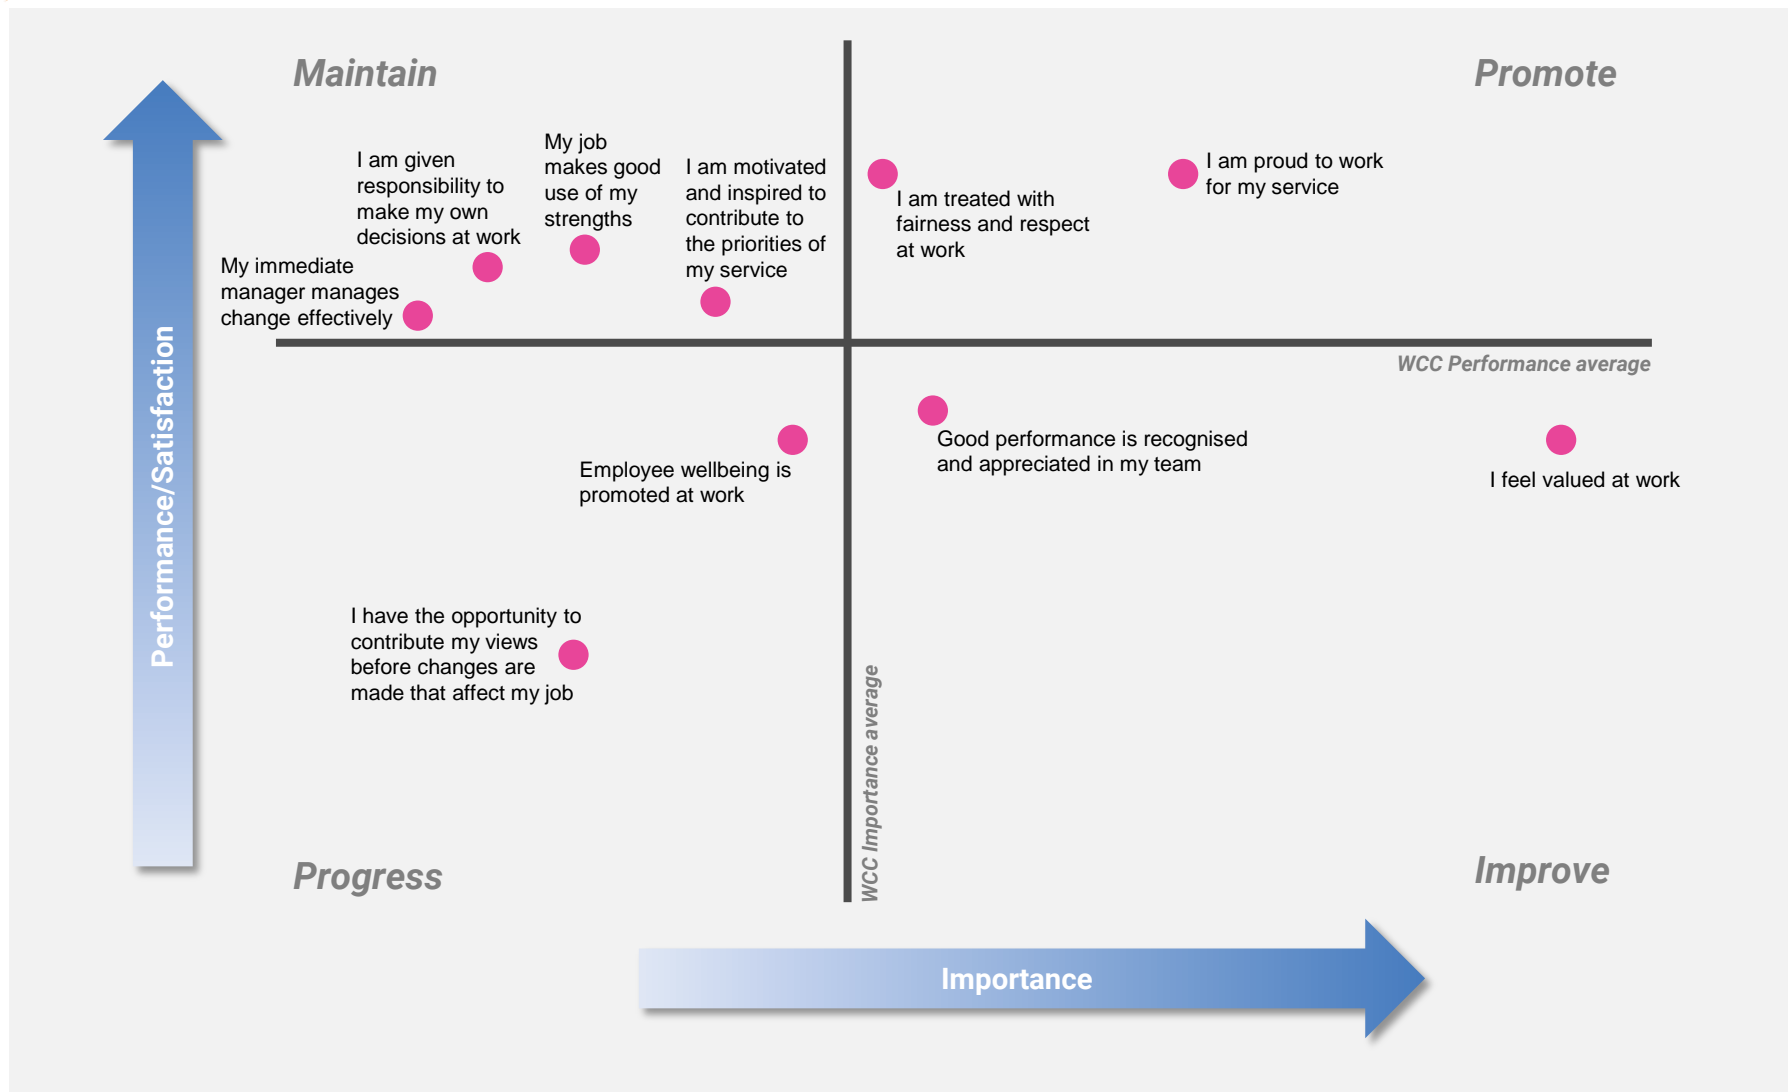 Maintain
Promote
My job
makes good
use of my
strengths
I am given
responsibility to
make my own
decisions at work
I am motivated
and inspired to
contribute to
the priorities of
my service
I am proud to work
for my service
I am treated with
fairness and respect
at work
My immediate
manager manages
change effectively
WCC Performance average
Performance/Satisfaction
Good performance is recognised
and appreciated in my team
Employee wellbeing is
promoted at work
I feel valued at work
I have the opportunity to
contribute my views
before changes are
made that affect my job
WCC Importance average
Progress
Improve
Importance